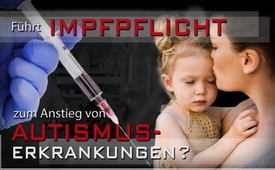 Führt IMPFPFLICHT
zum Anstieg von
AUTISMUS-
ERKRANKUNGEN?